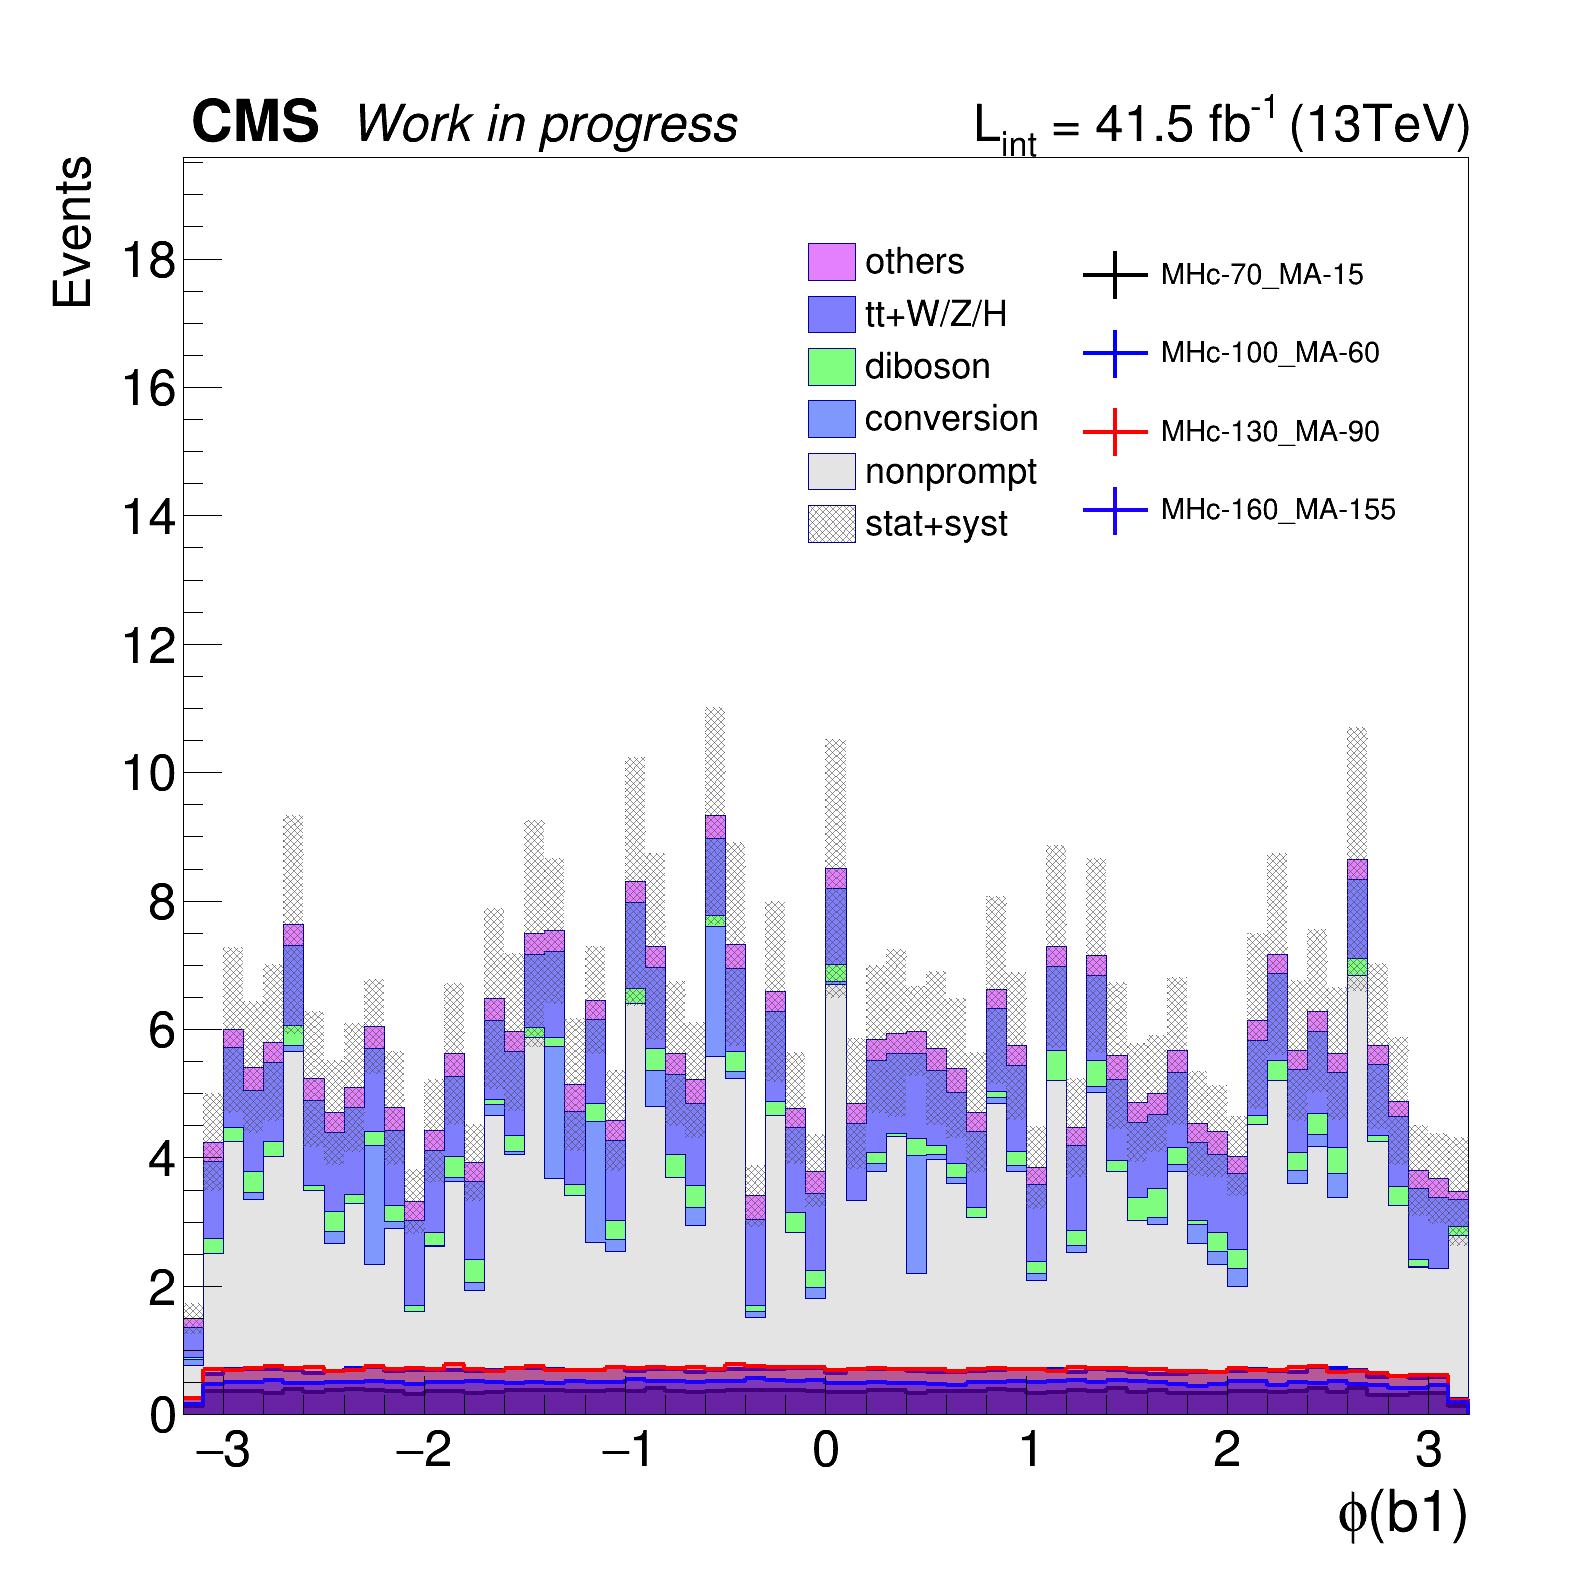 CMS Work in progress L_int = 41.5 fb^-1 (13TeV)
Events
18
16
14
12
10
8
6
4
2
0
others
tt+W/Z/H
diboson
conversion
nonprompt
stat+syst
MHc-70_MA-15
MHc-100_MA-60
MHc-130_MA-90
MHc-160_MA-155
−3 −2 −1 0 1 2 3
ϕ(b1)